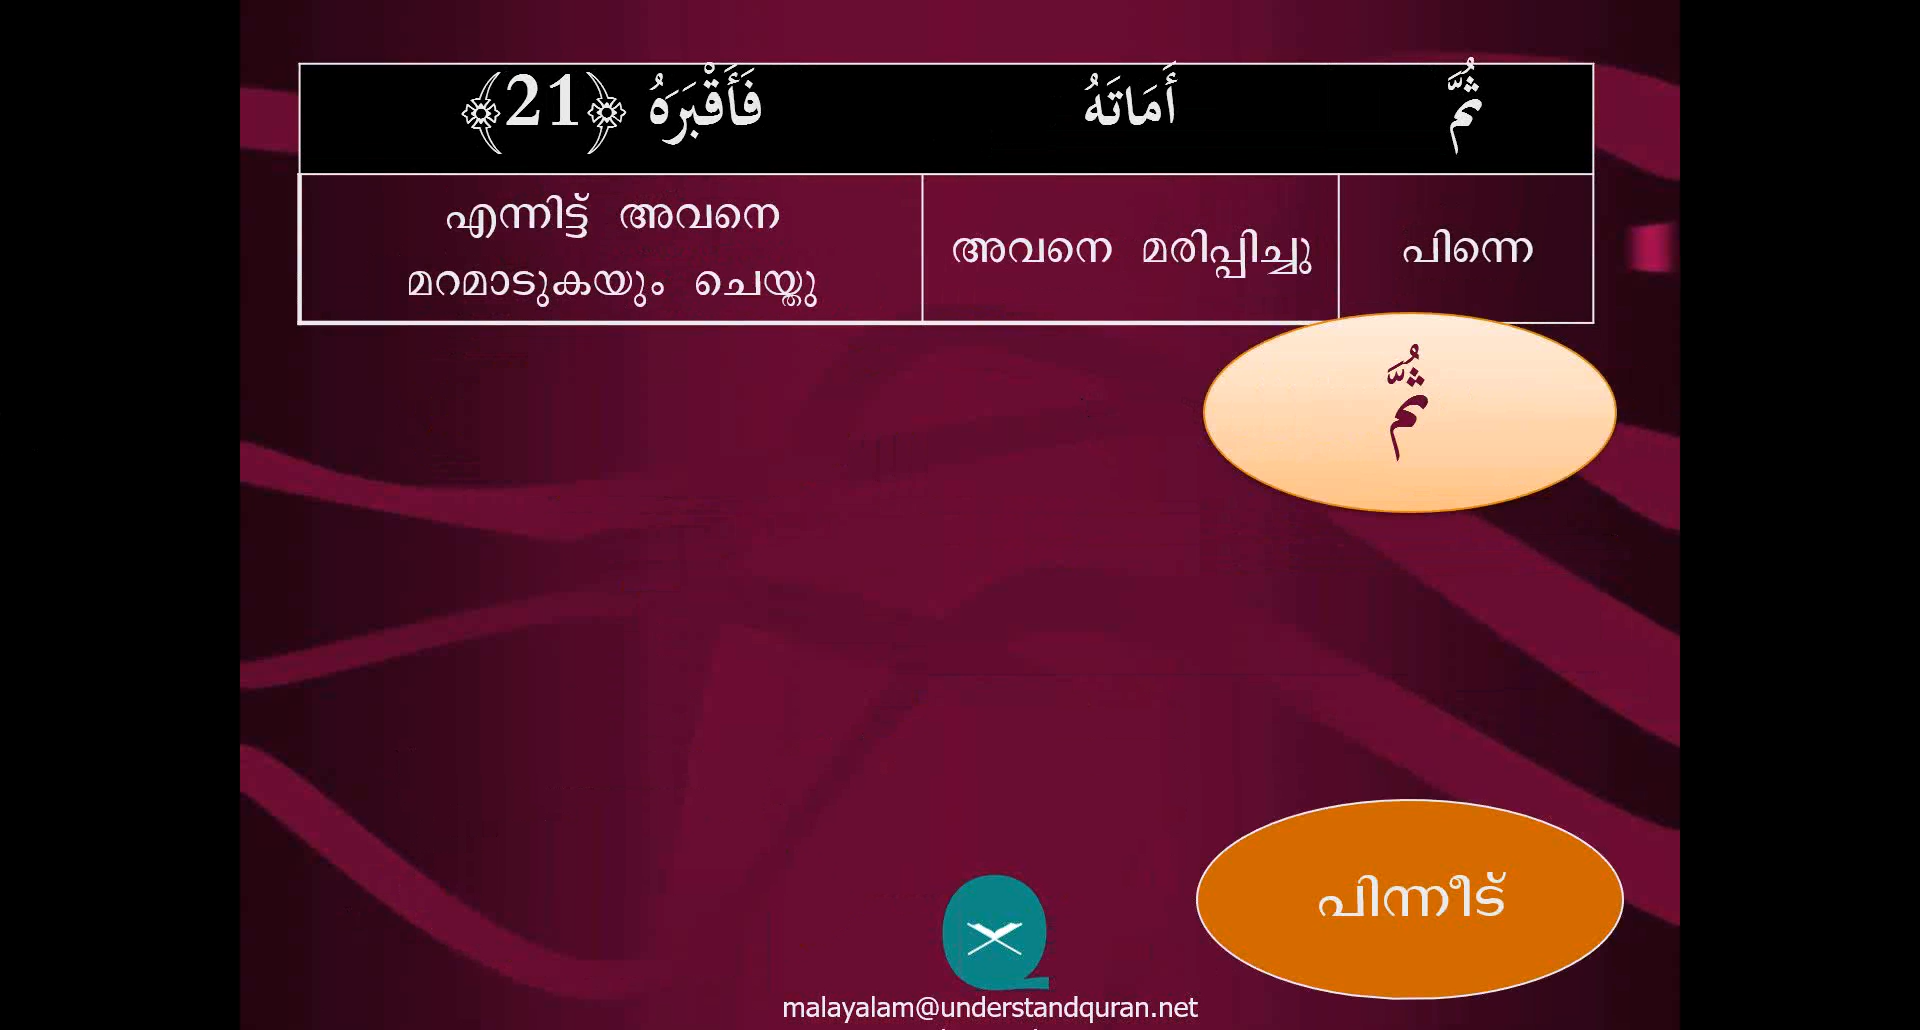 ثُمَّ أَمَاتَهُ فَأَقْبَرَهُ ﴿21﴾
പിന്നെ
അവനെ മരിപ്പിച്ചു
എന്നിട്ട് അവനെ
മറമാടുകയും ചെയ്തു
ثُمَّ
പിന്നീട്
malayalam@understandquran.net